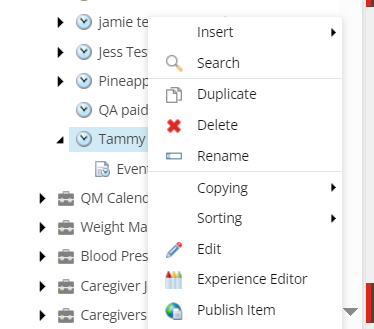 jamie te
Insert
Jess Tes
Search
Pineapp
Duplicate
QA paid
Delete
Tammy
Rename
Event
Copying
QM Calend
Sorting
Weight Ma
Edit
Blood Pres
Experience Editor
Caregiver J
Publish Item
Caregivers